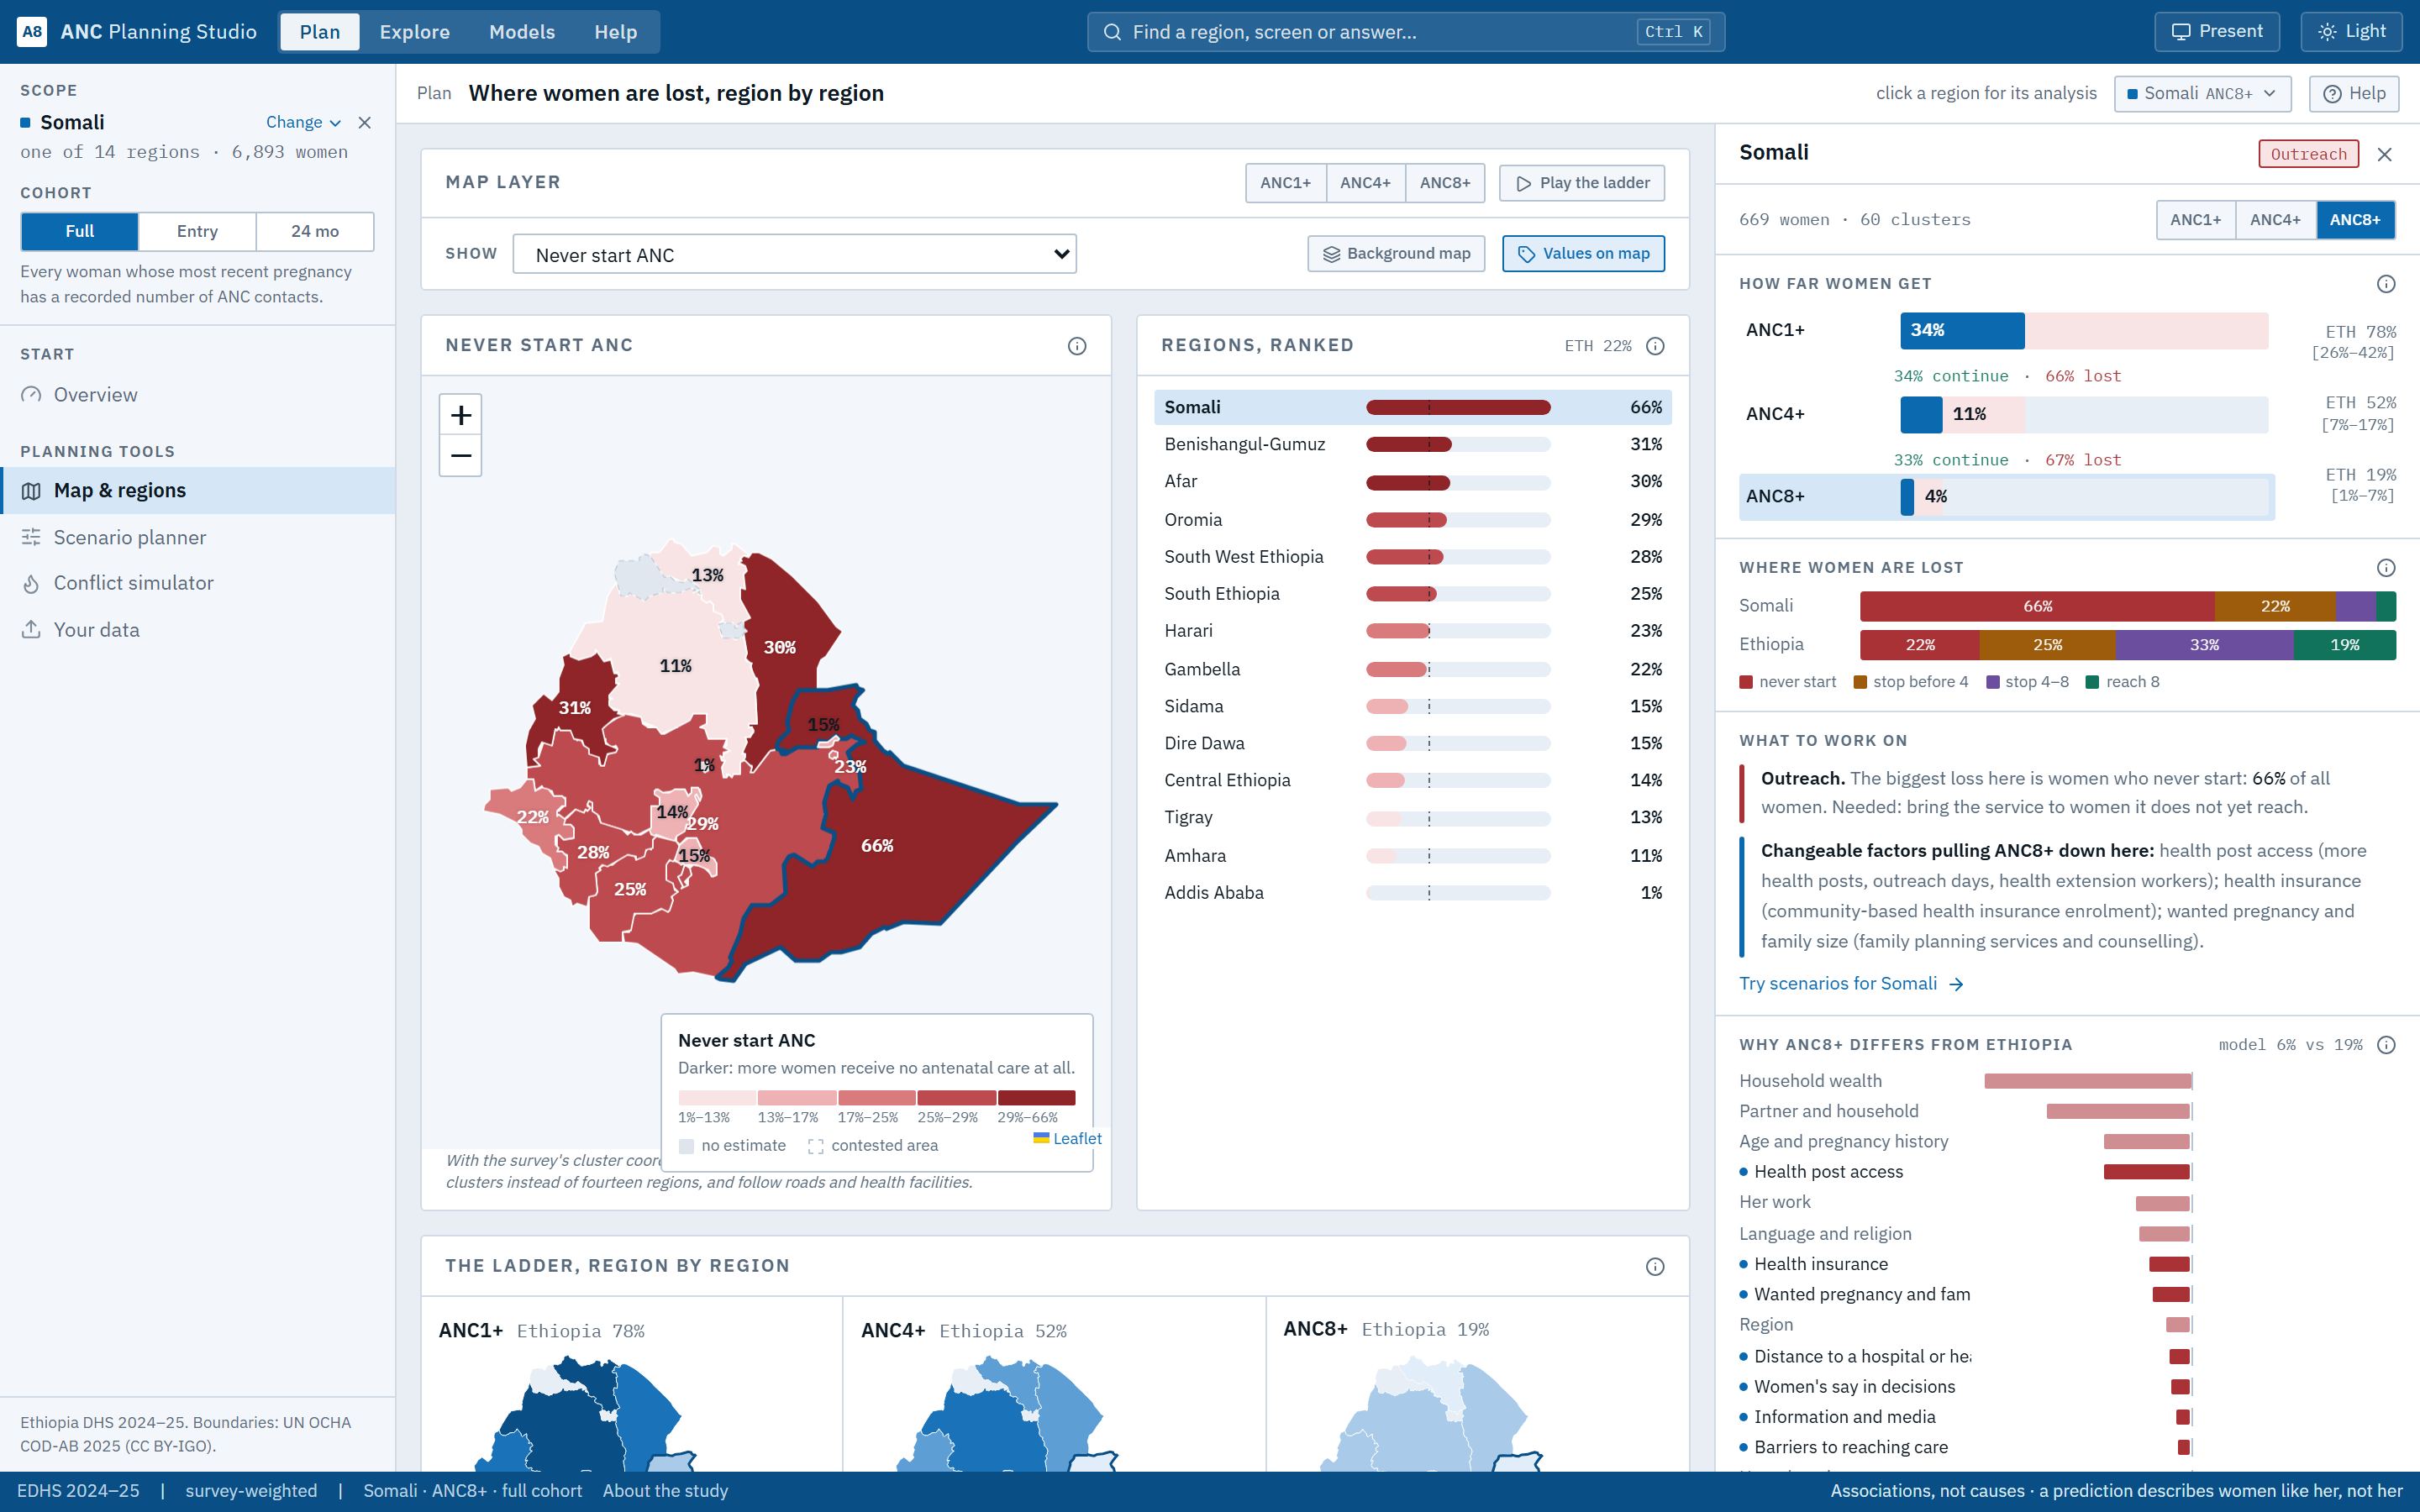 A8 ANC Planning Studio Plan Explore Models Help Find a region, screen or answer... Ctrl K Present Light
SCOPE
Somali Change
one of 14 regions · 6,893 women
COHORT
Full Entry 24 mo
Every woman whose most recent pregnancy
has a recorded number of ANC contacts.
START
Overview
PLANNING TOOLS
Map & regions
Scenario planner
Conflict simulator
Your data
Ethiopia DHS 2024–25. Boundaries: UN OCHA
COD-AB 2025 (CC BY-IGO).
Plan Where women are lost, region by region click a region for its analysis Somali ANC8+ Help
MAP LAYER ANC1+ ANC4+ ANC8+ Play the ladder
SHOW Never start ANC Background map Values on map
NEVER START ANC
+
−
13%
30%
11%
31%
15%
1%
23%
14%
22%
29%
66%
28%
15%
25%
Never start ANC
Darker: more women receive no antenatal care at all.
1%–13% 13%–17% 17%–25% 25%–29% 29%–66%
no estimate contested area
Leaflet
With the survey's cluster coor
clusters instead of fourteen regions, and follow roads and health facilities.
REGIONS, RANKED ETH 22%
Somali 66%
Benishangul-Gumuz 31%
Afar 30%
Oromia 29%
South West Ethiopia 28%
South Ethiopia 25%
Harari 23%
Gambella 22%
Sidama 15%
Dire Dawa 15%
Central Ethiopia 14%
Tigray 13%
Amhara 11%
Addis Ababa 1%
THE LADDER, REGION BY REGION
ANC1+ Ethiopia 78%
ANC4+ Ethiopia 52%
ANC8+ Ethiopia 19%
Somali Outreach
669 women · 60 clusters ANC1+ ANC4+ ANC8+
HOW FAR WOMEN GET
ANC1+ 34% ETH 78%
[26%–42%]
34% continue · 66% lost
ANC4+ 11% ETH 52%
[7%–17%]
33% continue · 67% lost
ANC8+ 4% ETH 19%
[1%–7%]
WHERE WOMEN ARE LOST
Somali 66% 22%
Ethiopia 22% 25% 33% 19%
never start stop before 4 stop 4–8 reach 8
WHAT TO WORK ON
Outreach. The biggest loss here is women who never start: 66% of all
women. Needed: bring the service to women it does not yet reach.
Changeable factors pulling ANC8+ down here: health post access (more
health posts, outreach days, health extension workers); health insurance
(community-based health insurance enrolment); wanted pregnancy and
family size (family planning services and counselling).
Try scenarios for Somali →
WHY ANC8+ DIFFERS FROM ETHIOPIA model 6% vs 19%
Household wealth
Partner and household
Age and pregnancy history
Health post access
Her work
Language and religion
Health insurance
Wanted pregnancy and fam
Region
Distance to a hospital or hea
Women's say in decisions
Information and media
Barriers to reaching care
EDHS 2024–25 | survey-weighted | Somali · ANC8+ · full cohort About the study Associations, not causes · a prediction describes women like her, not her